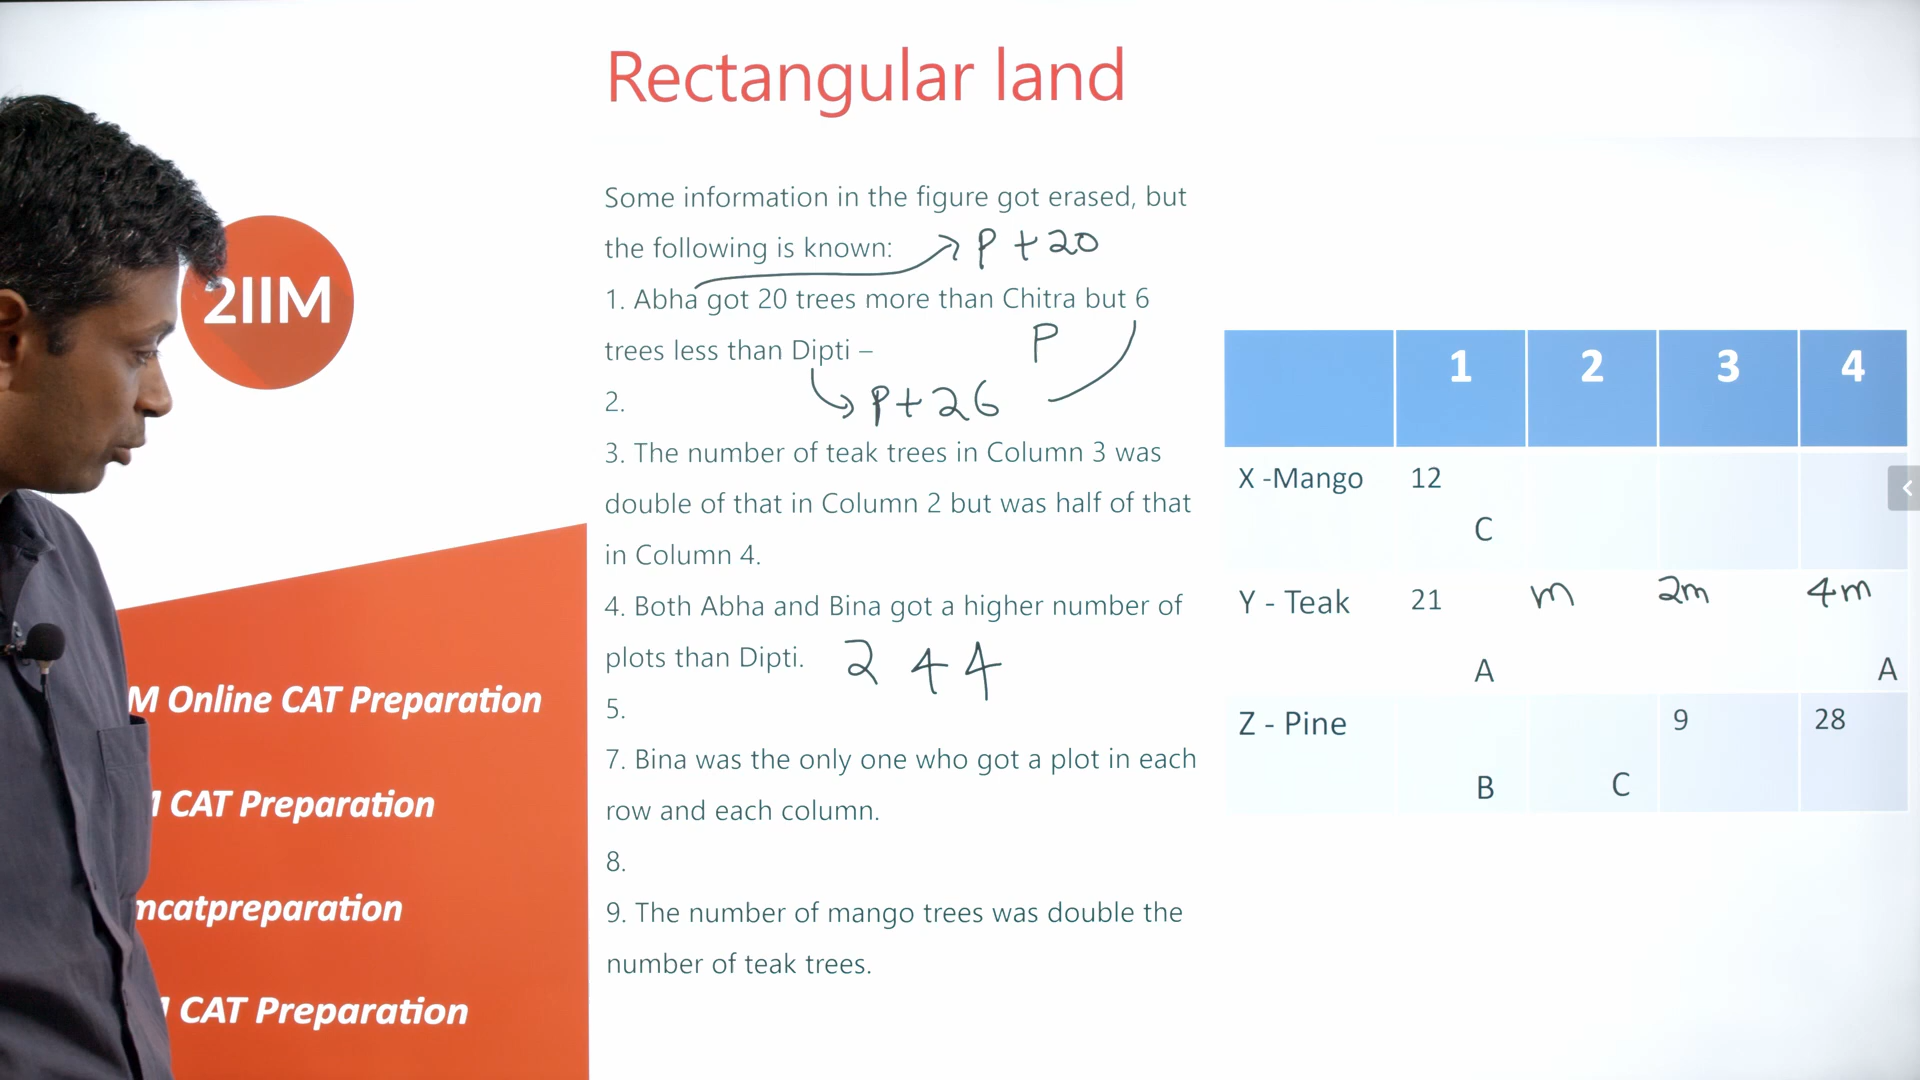 Rectangular land
Some information in the figure got erased, but
the following is known: p + 20
1. Abha got 20 trees more than Chitra but 6
P
trees less than Dipti –
2. p+26
3. The number of teak trees in Column 3 was
double of that in Column 2 but was half of that
in Column 4.
4. Both Abha and Bina got a higher number of
plots than Dipti. 2 4 4
5.
7. Bina was the only one who got a plot in each
row and each column.
8.
9. The number of mango trees was double the
number of teak trees.
1 2 3 4
X -Mango 12
C
Y - Teak 21 m 2m 4m
A A
Z - Pine 9 28
B C
2IIM
M Online CAT Preparation
CAT Preparation
mcatpreparation
CAT Preparation